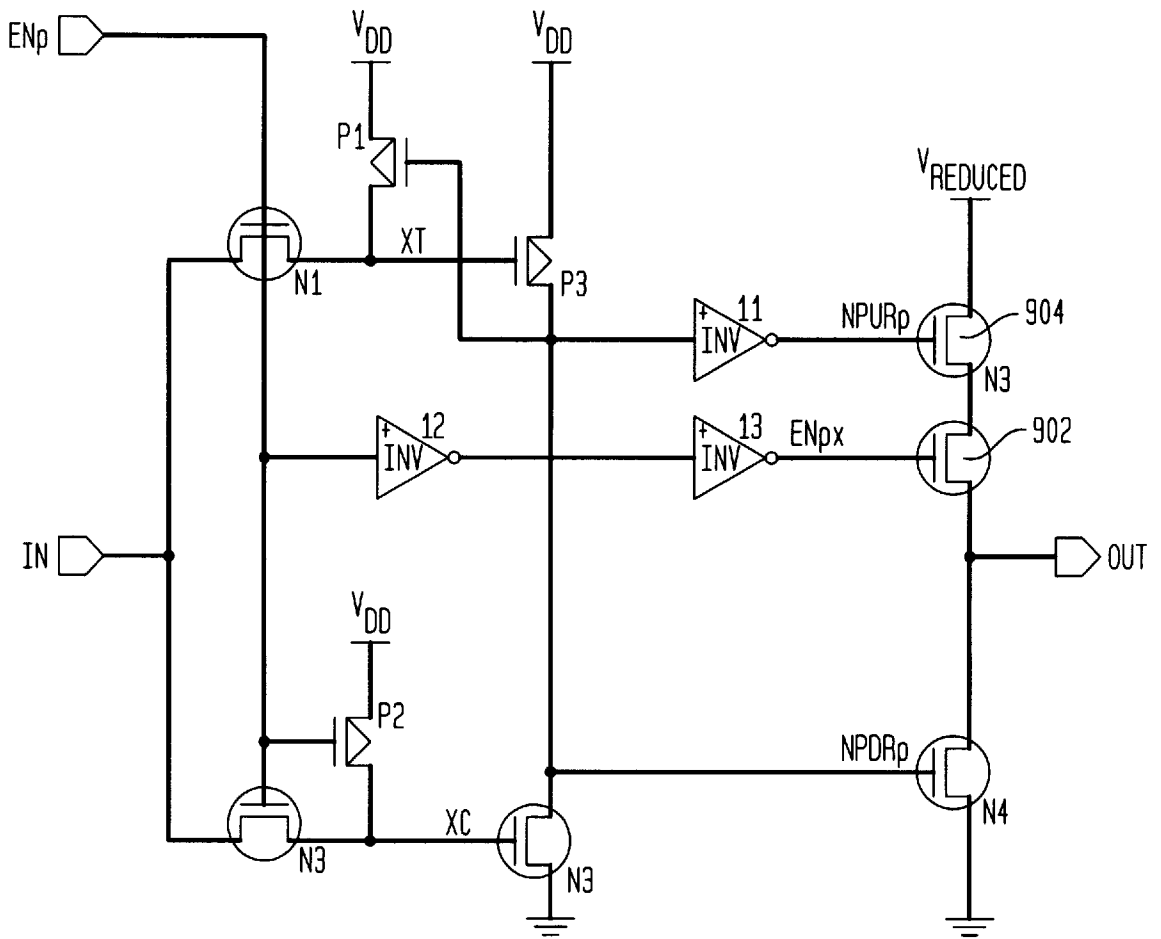 ENp
VDD
VDD
P1
VREDUCED
XT
N1
P3
+
INV
11
NPURp
904
N3
+
INV
12
+
INV
13
ENpx
902
IN
OUT
VDD
P2
NPDRp
XC
N3
N3
N4